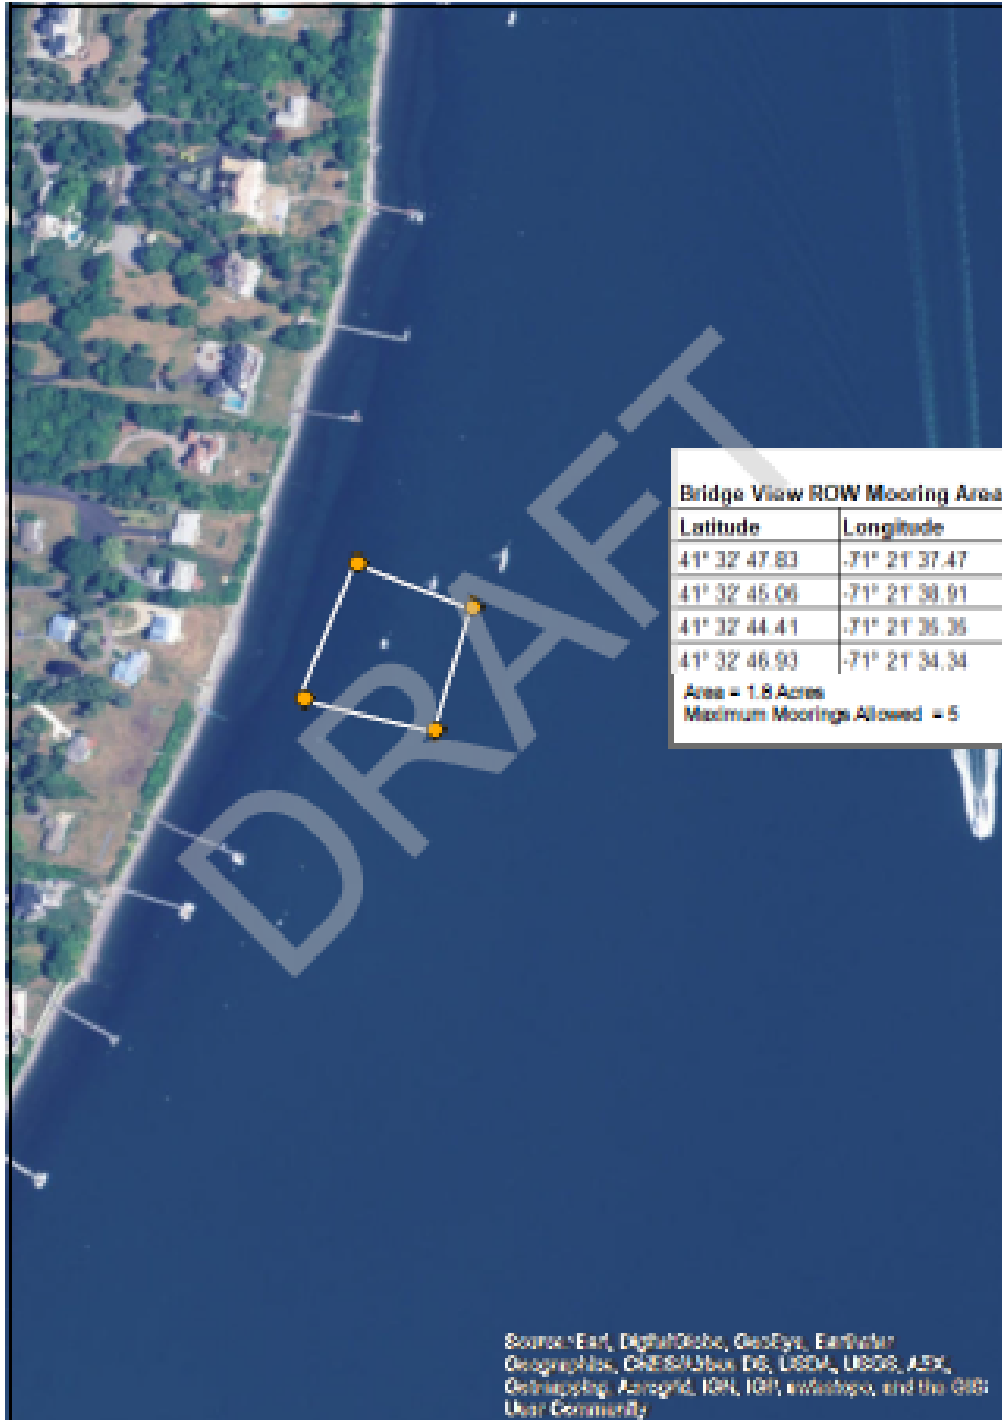 DRAFT
Bridge View ROW Mooring Area
Latitude Longitude
41° 32' 47.83 -71° 21' 37.47
41° 32' 45.06 -71° 21' 38.91
41° 32' 44.41 -71° 21' 35.35
41° 32' 46.93 -71° 21' 34.34
Area = 1.8 Acres
Maximum Moorings Allowed = 5
Source: Esri, DigitalGlobe, GeoEye, Earthstar
Geographics, CNES/Airbus DS, USDA, USGS, AEX,
Getmapping, Aerogrid, IGN, IGP, swisstopo, and the GIS
User Community